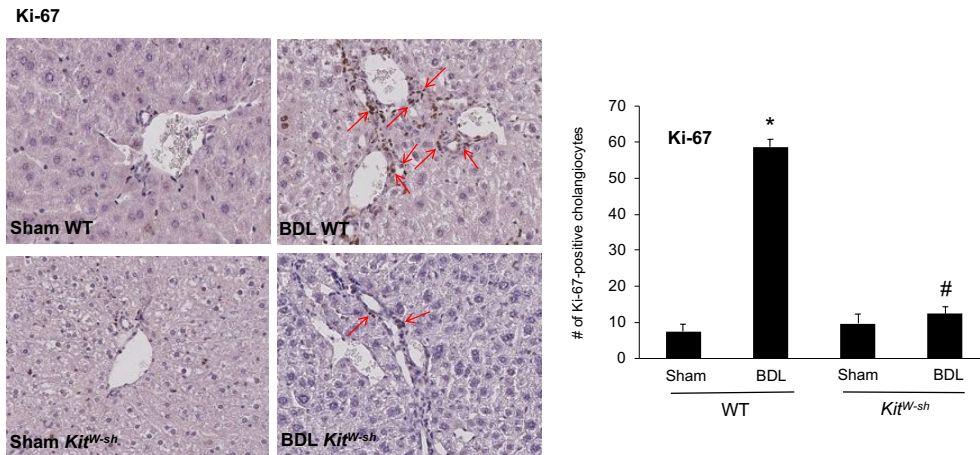 Ki-67
Sham WT
BDL WT
Sham Kit^W-sh
BDL Kit^W-sh
# of Ki-67-positive cholangiocytes
70
60
50
40
30
20
10
0
Ki-67
*
#
Sham
BDL
Sham
BDL
WT
Kit^W-sh